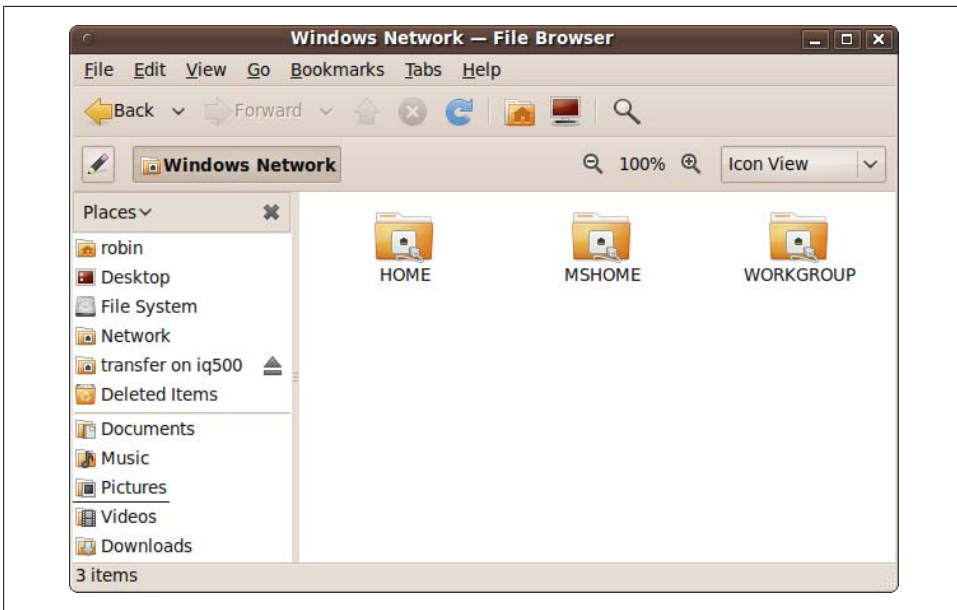 Windows Network — File Browser
File Edit View Go Bookmarks Tabs Help
Back Forward
Windows Network 100% Icon View
Places
robin
Desktop
File System
Network
transfer on iq500
Deleted Items
Documents
Music
Pictures
Videos
Downloads
HOME MSHOME WORKGROUP
3 items